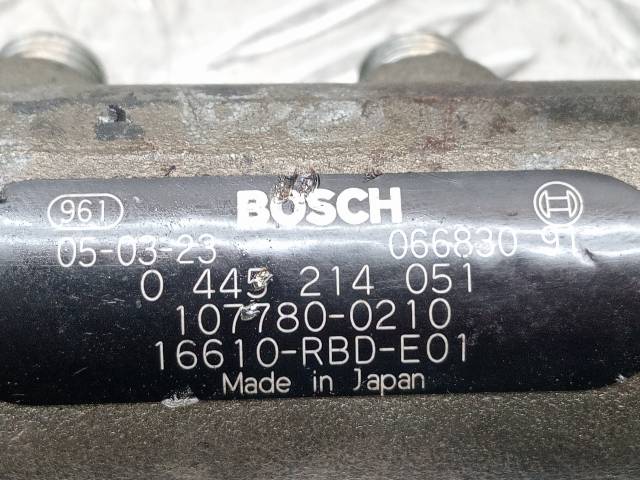 961 BOSCH
05-03-23 066830 91
0 445 214 051
107780-0210
16610-RBD-E01
Made in Japan